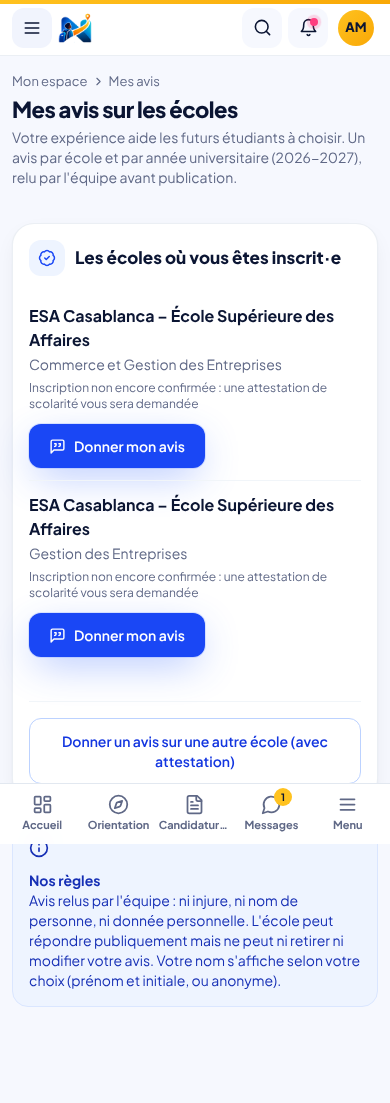 AM
Mon espace > Mes avis
Mes avis sur les écoles
Votre expérience aide les futurs étudiants à choisir. Un
avis par école et par année universitaire (2026–2027),
relu par l'équipe avant publication.
Les écoles où vous êtes inscrit·e
ESA Casablanca – École Supérieure des
Affaires
Commerce et Gestion des Entreprises
Inscription non encore confirmée : une attestation de
scolarité vous sera demandée
Donner mon avis
ESA Casablanca – École Supérieure des
Affaires
Gestion des Entreprises
Inscription non encore confirmée : une attestation de
scolarité vous sera demandée
Donner mon avis
Donner un avis sur une autre école (avec
attestation)
1
Accueil Orientation Candidatur... Messages Menu
Nos règles
Avis relus par l'équipe : ni injure, ni nom de
personne, ni donnée personnelle. L'école peut
répondre publiquement mais ne peut ni retirer ni
modifier votre avis. Votre nom s'affiche selon votre
choix (prénom et initiale, ou anonyme).